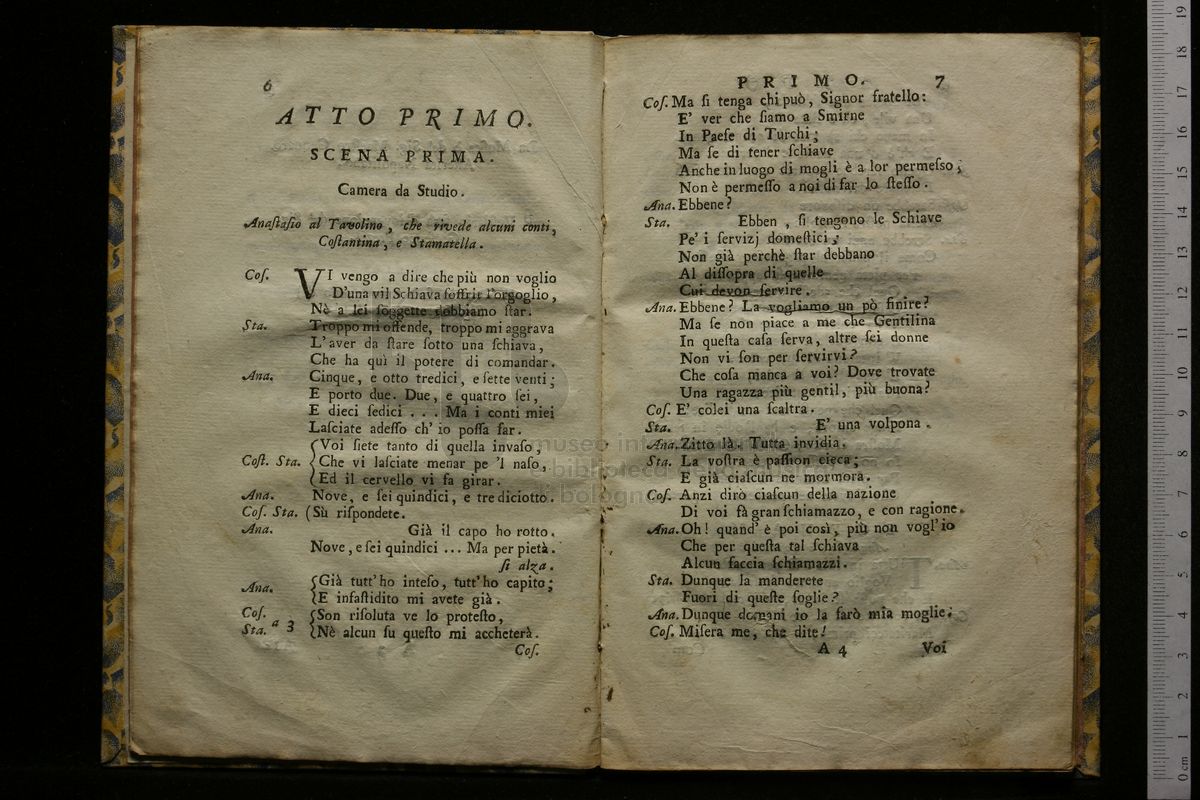 6
ATTO PRIMO.
SCENA PRIMA.
Camera da Studio.
Anaſtaſio al Tavolino, che rivede alcuni conti,
Coſtantina, e Stamatella.
Coſ. VI vengo a dire che più non voglio
D'una vil Schiava ſoffrir l'orgoglio,
Nè a lei ſoggette dobbiamo ſtar.
Sta. Troppo mi offende, troppo mi aggrava
L'aver da ſtare ſotto una ſchiava,
Che ha quì il potere di comandar.
Ana. Cinque, e otto tredici, e ſette venti;
E porto due. Due, e quattro ſei,
E dieci ſedici . . . Ma i conti miei
Laſciate adeſſo ch' io poſſa far.
Voi ſiete tanto di quella invaſo,
Coſt. Sta. Che vi laſciate menar pe 'l naſo,
Ed il cervello vi fa girar.
Ana. Nove, e ſei quindici, e tre diciotto.
Coſ. Sta. (Sù riſpondete.
Ana. Già il capo ho rotto.
Nove, e ſei quindici ... Ma per pietà.
ſi alza.
Ana. Già tutt'ho inteſo, tutt'ho capito;
E infaſtidito mi avete già.
Coſ. Son riſoluta ve lo proteſto,
Sta. a 3 Nè alcun ſu queſto mi accheterà.
Coſ.
PRIMO. 7
Coſ. Ma ſi tenga chi può, Signor fratello:
E' ver che ſiamo a Smirne
In Paeſe di Turchi;
Ma ſe di tener ſchiave
Anche in luogo di mogli è a lor permeſso;
Non è permeſſo a noi di far lo ſteſſo.
Ana. Ebbene?
Sta. Ebben, ſi tengono le Schiave
Pe' i ſervizj domeſtici,
Non già perchè ſtar debbano
Al diſſopra di quelle
Cui devon ſervire.
Ana. Ebbene? La vogliamo un pò finire?
Ma ſe non piace a me che Gentilina
In queſta caſa ſerva, altre ſei donne
Non vi ſon per ſervirvi?
Che coſa manca a voi? Dove trovate
Una ragazza più gentil, più buona?
Coſ. E' colei una ſcaltra.
Sta. E' una volpona.
Ana. Zitto là. Tutta invidia.
Sta. La voſtra è paſſion cieca;
E già ciaſcun ne mormora.
Coſ. Anzi dirò ciaſcun della nazione
Di voi fà gran ſchiamazzo, e con ragione.
Ana. Oh! quand' è poi così, più non vogl'io
Che per queſta tal ſchiava
Alcun faccia ſchiamazzi.
Sta. Dunque la manderete
Fuori di queſte ſoglie?
Ana. Dunque domani io la farò mia moglie.
Coſ. Miſera me, che dite!
A 4 Voi